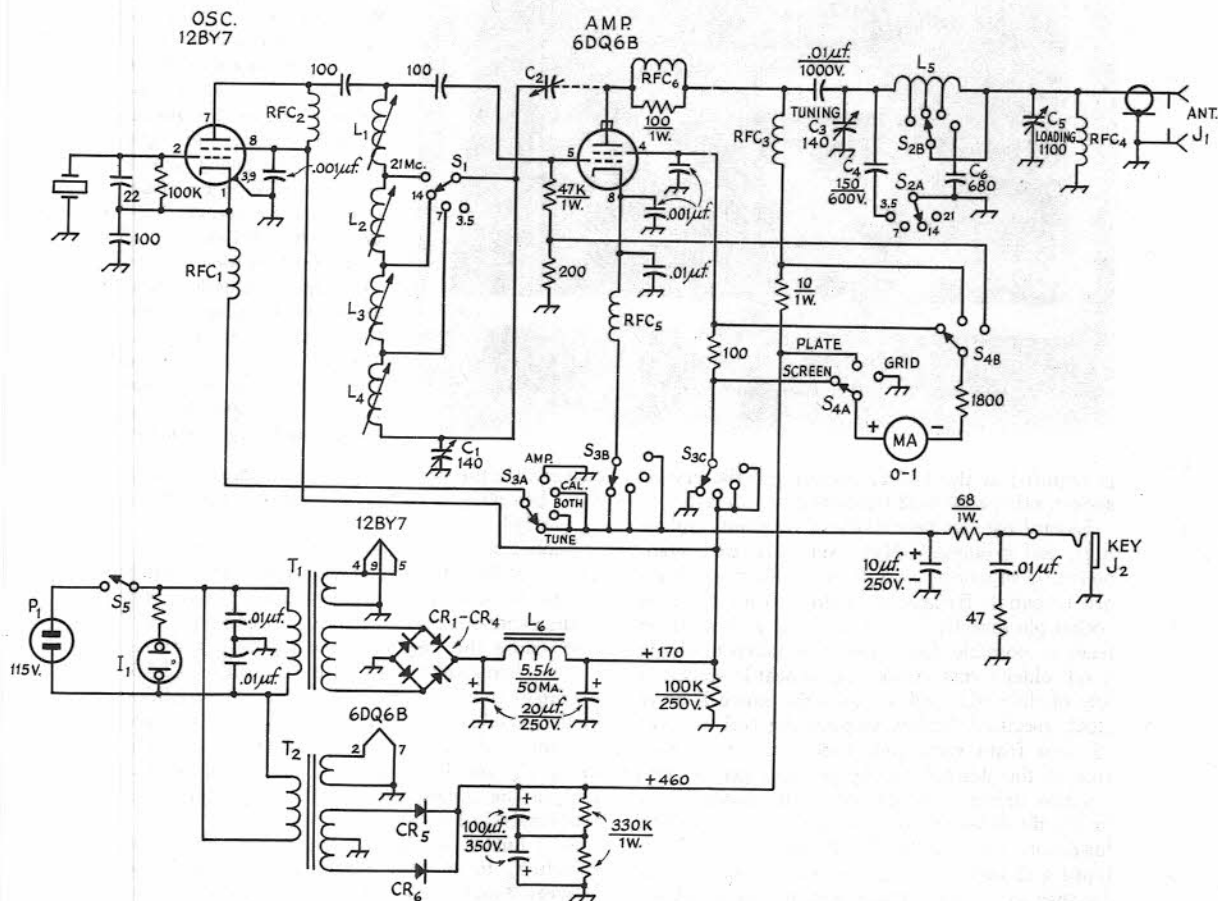 OSC.
12BY7
AMP.
6DQ6B
100
100
C2
RFC6
100
1W.
.01µf.
1000V.
L5
RFC2
7
2
8
1
3,9
.001µf.
22
100K
100
RFC1
L1
L2
L3
L4
21Mc.
S1
14
7
3.5
C1
140
5
4
8
47K
1W.
200
.001µf.
.01µf.
RFC5
RFC3
TUNING
C3
140
C4
150
600V.
S2B
S2A
C6
680
3.5
7
14
21
C5
LOADING
1100
RFC4
ANT.
J1
10
1W.
100
PLATE
SCREEN
GRID
S4A
S4B
1800
+
MA
-
0-1
S3A
AMP.
CAL.
BOTH
TUNE
S3B
S3C
68
1W.
10µf.
250V.
+
-
.01µf.
47
KEY
J2
P1
115V.
S5
I1
.01µf.
.01µf.
T1
12BY7
4
9
5
CR1-CR4
L6
5.5h
50MA.
+
+
20µf.
250V.
+170
100K
250V.
T2
6DQ6B
2
7
CR5
CR6
+460
100µf.
350V.
+
+
330K
1W.